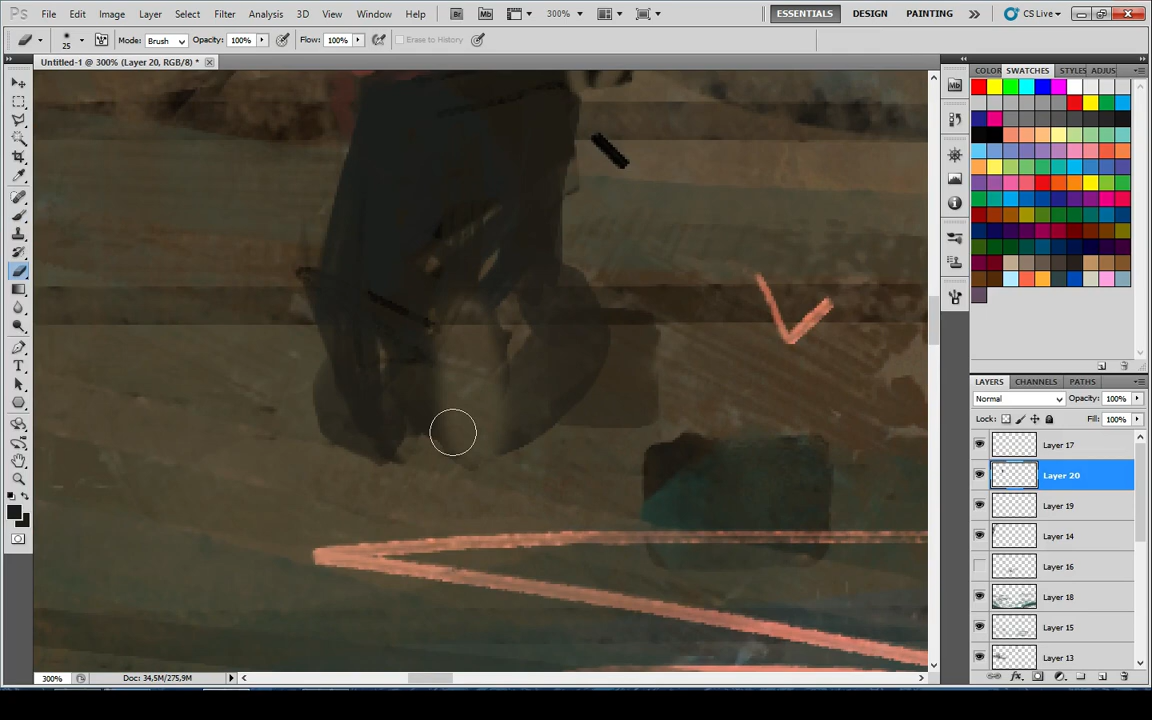 Ps File Edit Image Layer Select Filter Analysis 3D View Window Help Br Mb 300% ESSENTIALS DESIGN PAINTING CS Live
25 Mode: Brush Opacity: 100% Flow: 100% Erase to History
Untitled-1 @ 300% (Layer 20, RGB/8) *
COLOR SWATCHES STYLES ADJUS
Mb
LAYERS CHANNELS PATHS
Normal Opacity: 100%
Lock: Fill: 100%
Layer 17
Layer 20
Layer 19
Layer 14
Layer 16
Layer 18
Layer 15
Layer 13
300% Doc: 34,5M/275,9M